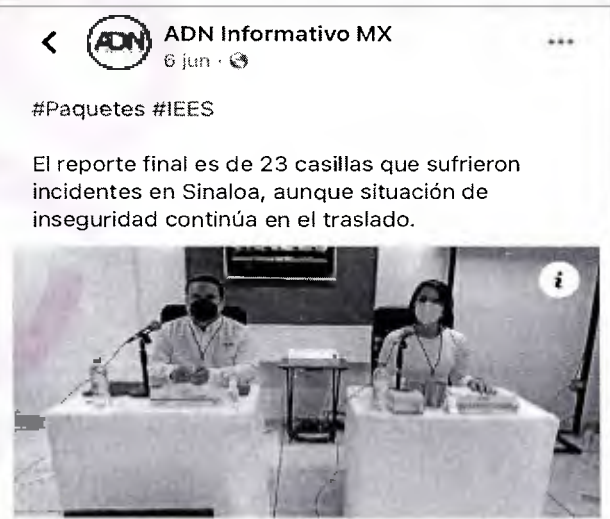 ADN
ADN Informativo MX
6 jun ·
#Paquetes #IEES
El reporte final es de 23 casillas que sufrieron
incidentes en Sinaloa, aunque situación de
inseguridad continúa en el traslado.
i